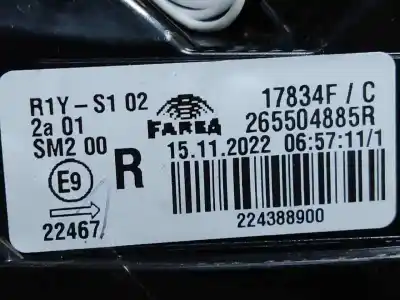 R1Y-S1 02
2a 01
SM2 00
E9
22467
R
FARBA
17834F / C
265504885R
15.11.2022 06:57:11/1
224388900